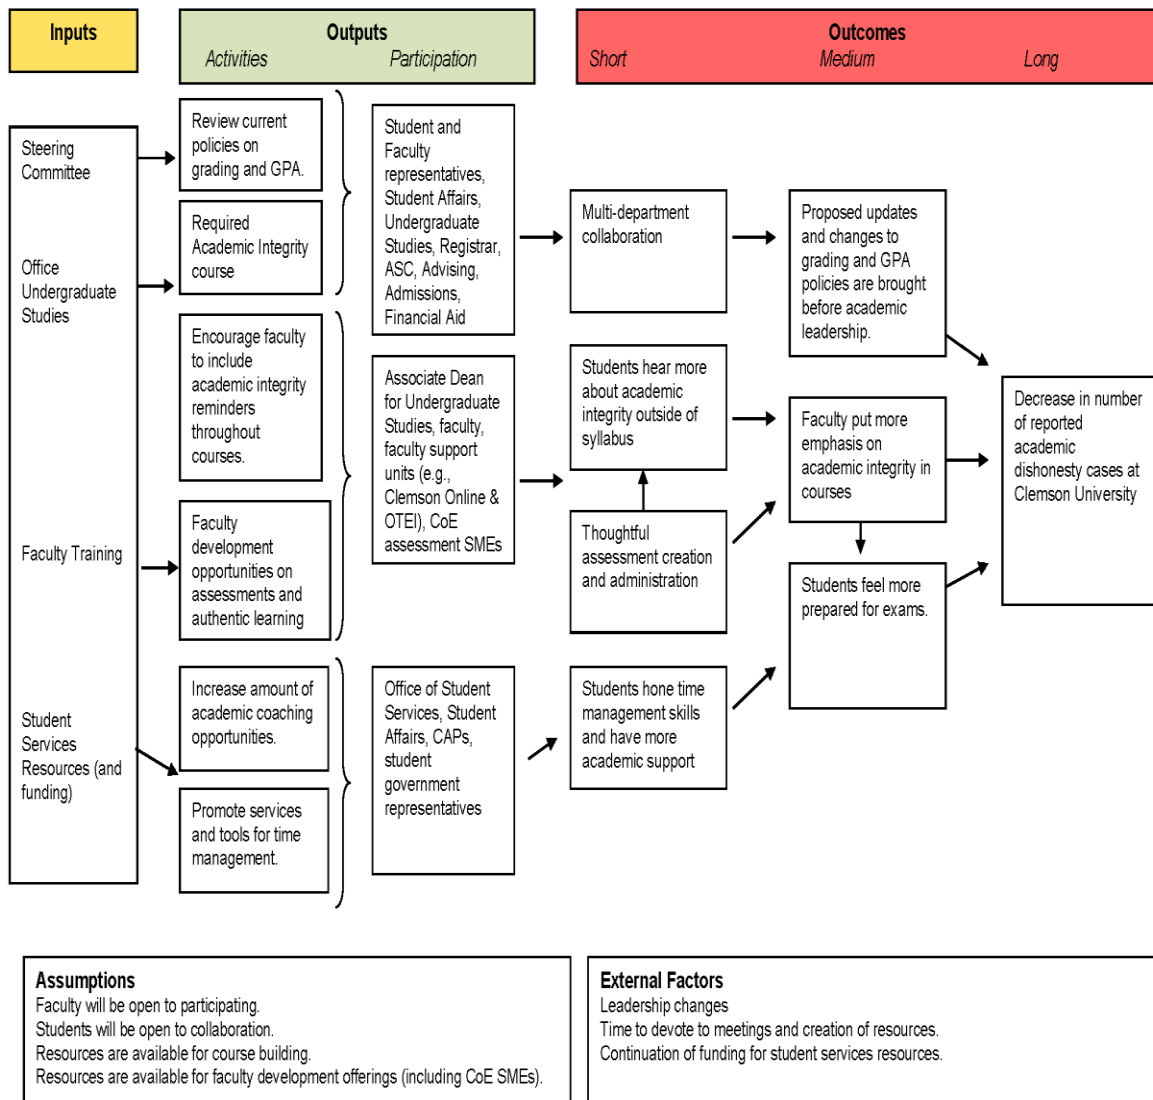 Inputs
Outputs
Activities
Participation
Outcomes
Short
Medium
Long
Steering
Committee
Office
Undergraduate
Studies
Faculty Training
Student
Services
Resources (and
funding)
Review current
policies on
grading and GPA.
Required
Academic Integrity
course
Encourage faculty
to include
academic integrity
reminders
throughout
courses.
Faculty
development
opportunities on
assessments and
authentic learning
Increase amount of
academic coaching
opportunities.
Promote services
and tools for time
management.
Student and
Faculty
representatives,
Student Affairs,
Undergraduate
Studies, Registrar,
ASC, Advising,
Admissions,
Financial Aid
Associate Dean
for Undergraduate
Studies, faculty,
faculty support
units (e.g.,
Clemson Online &
OTEI), CoE
assessment SMEs
Office of Student
Services, Student
Affairs, CAPs,
student
government
representatives
Multi-department
collaboration
Students hear more
about academic
integrity outside of
syllabus
Thoughtful
assessment creation
and administration
Students hone time
management skills
and have more
academic support
Proposed updates
and changes to
grading and GPA
policies are brought
before academic
leadership.
Faculty put more
emphasis on
academic integrity in
courses
Students feel more
prepared for exams.
Decrease in number
of reported
academic
dishonesty cases at
Clemson University
Assumptions
Faculty will be open to participating.
Students will be open to collaboration.
Resources are available for course building.
Resources are available for faculty development offerings (including CoE SMEs).
External Factors
Leadership changes
Time to devote to meetings and creation of resources.
Continuation of funding for student services resources.